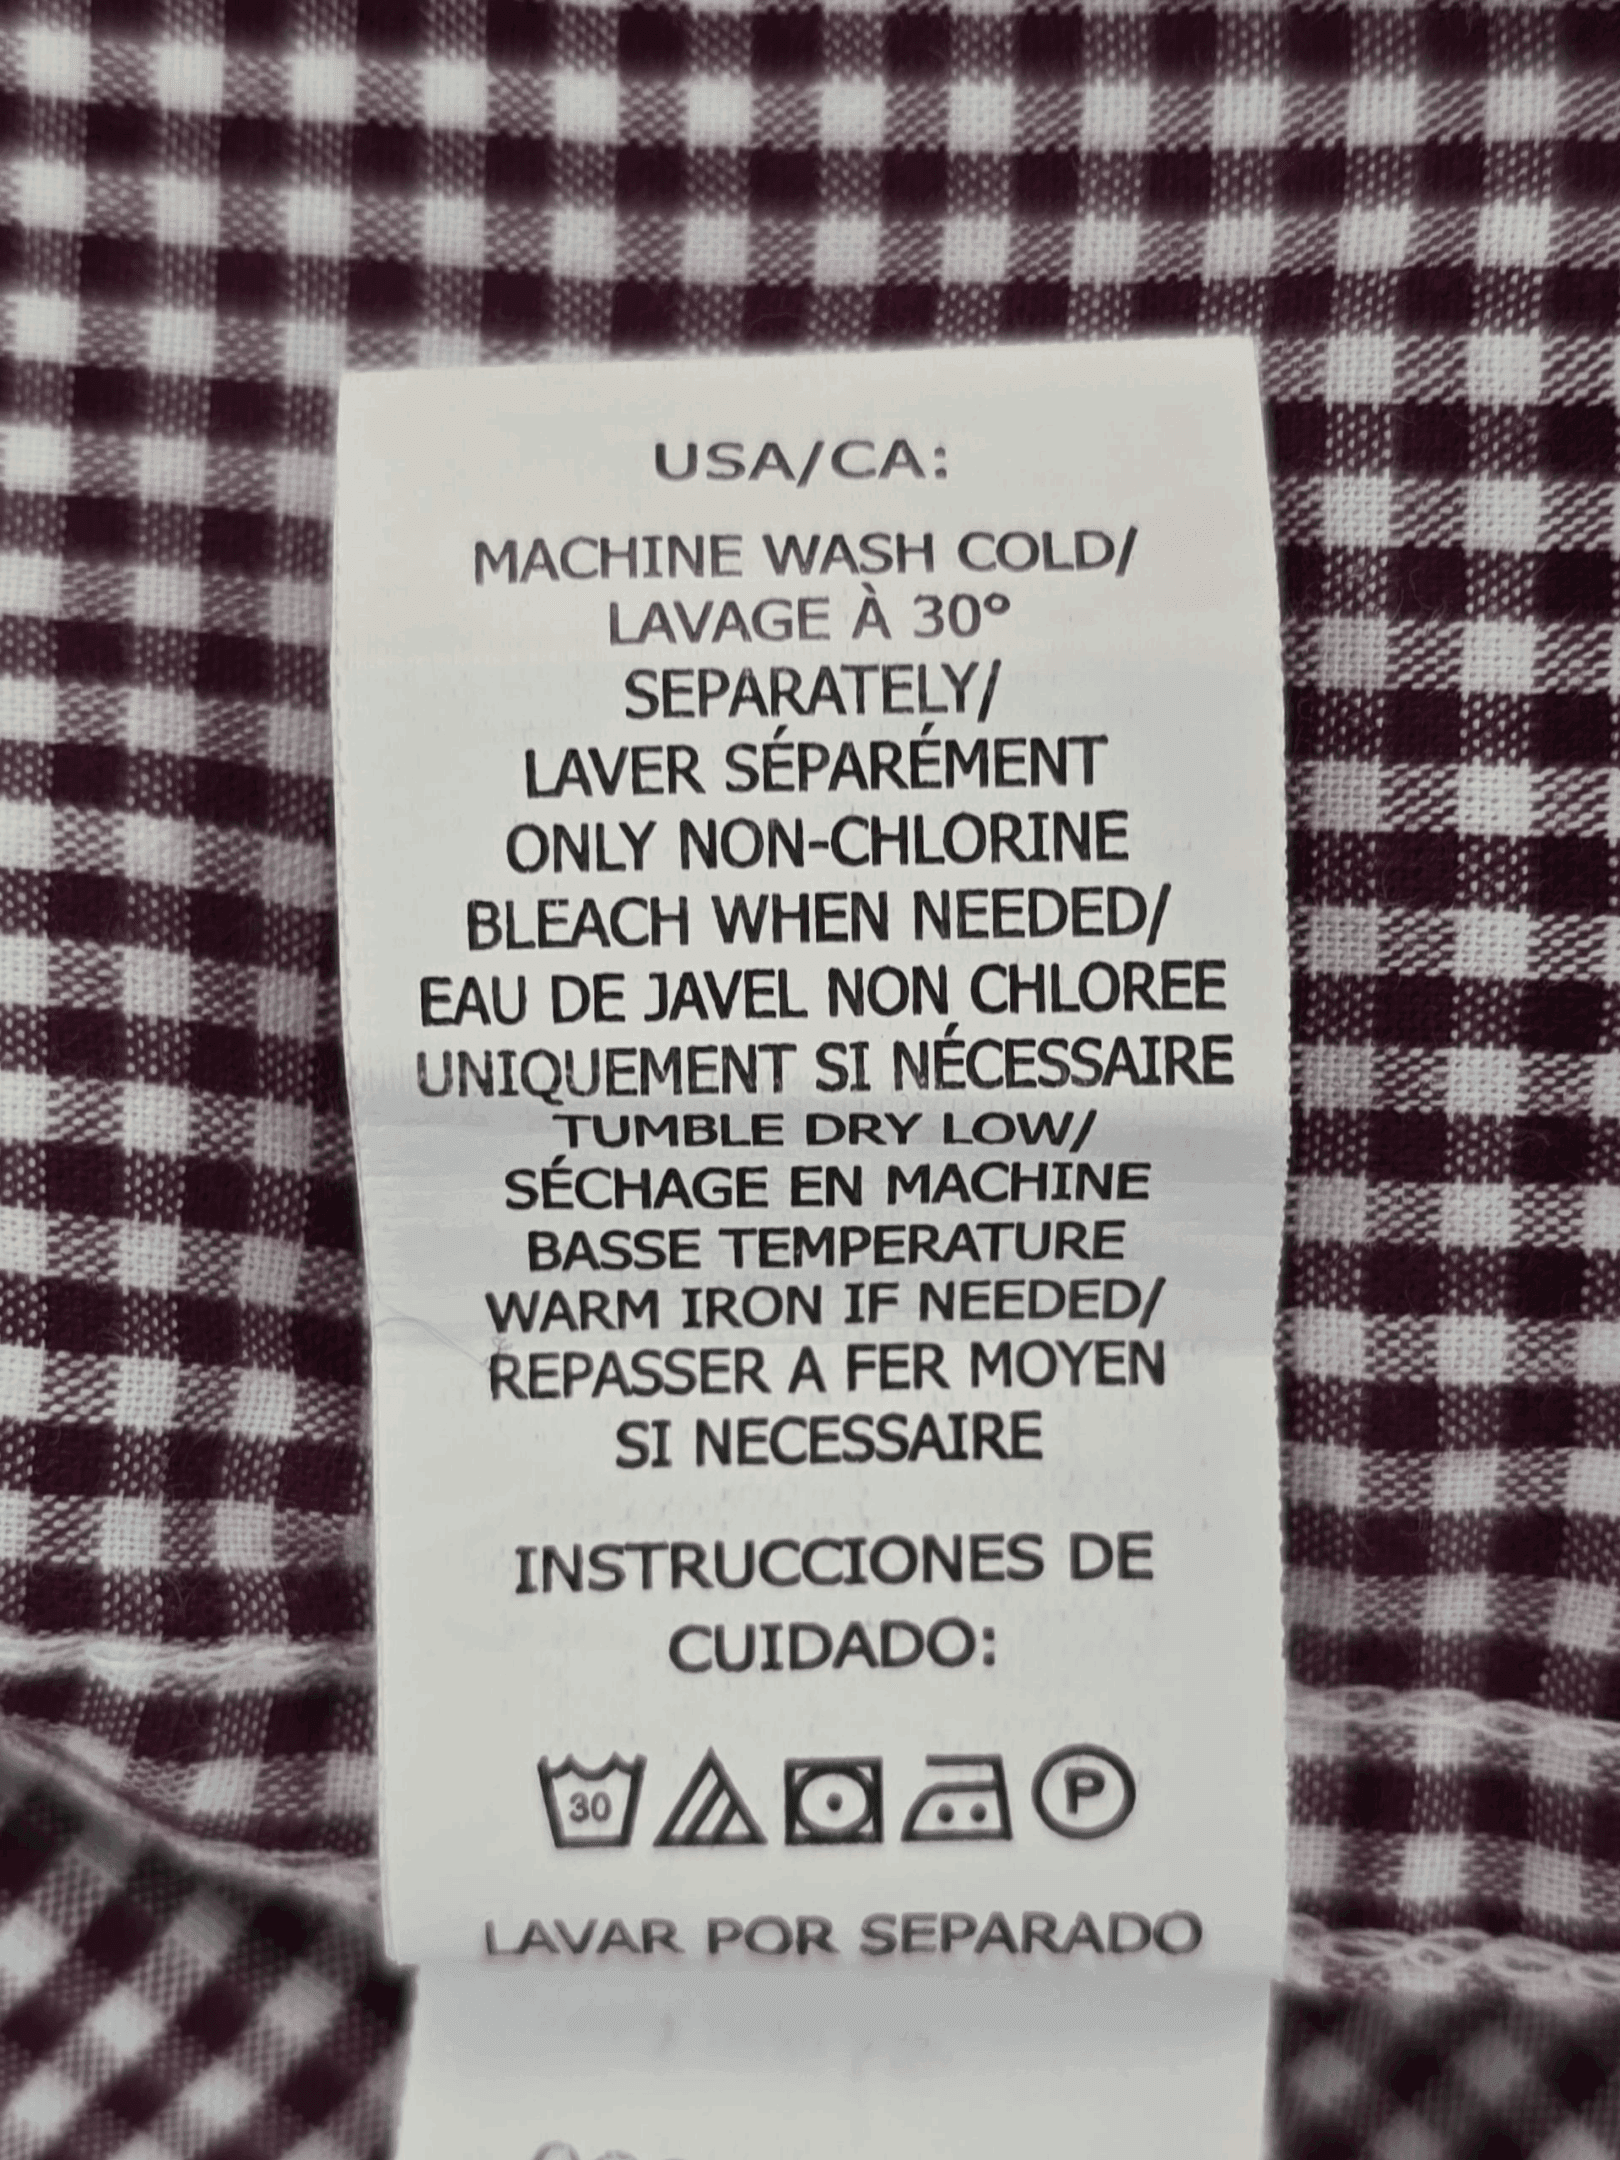 USA/CA:
MACHINE WASH COLD/
LAVAGE À 30°
SEPARATELY/
LAVER SÉPARÉMENT
ONLY NON-CHLORINE
BLEACH WHEN NEEDED/
EAU DE JAVEL NON CHLOREE
UNIQUEMENT SI NÉCESSAIRE
TUMBLE DRY LOW/
SÉCHAGE EN MACHINE
BASSE TEMPERATURE
WARM IRON IF NEEDED/
REPASSER A FER MOYEN
SI NECESSAIRE
INSTRUCCIONES DE
CUIDADO:
30 P
LAVAR POR SEPARADO